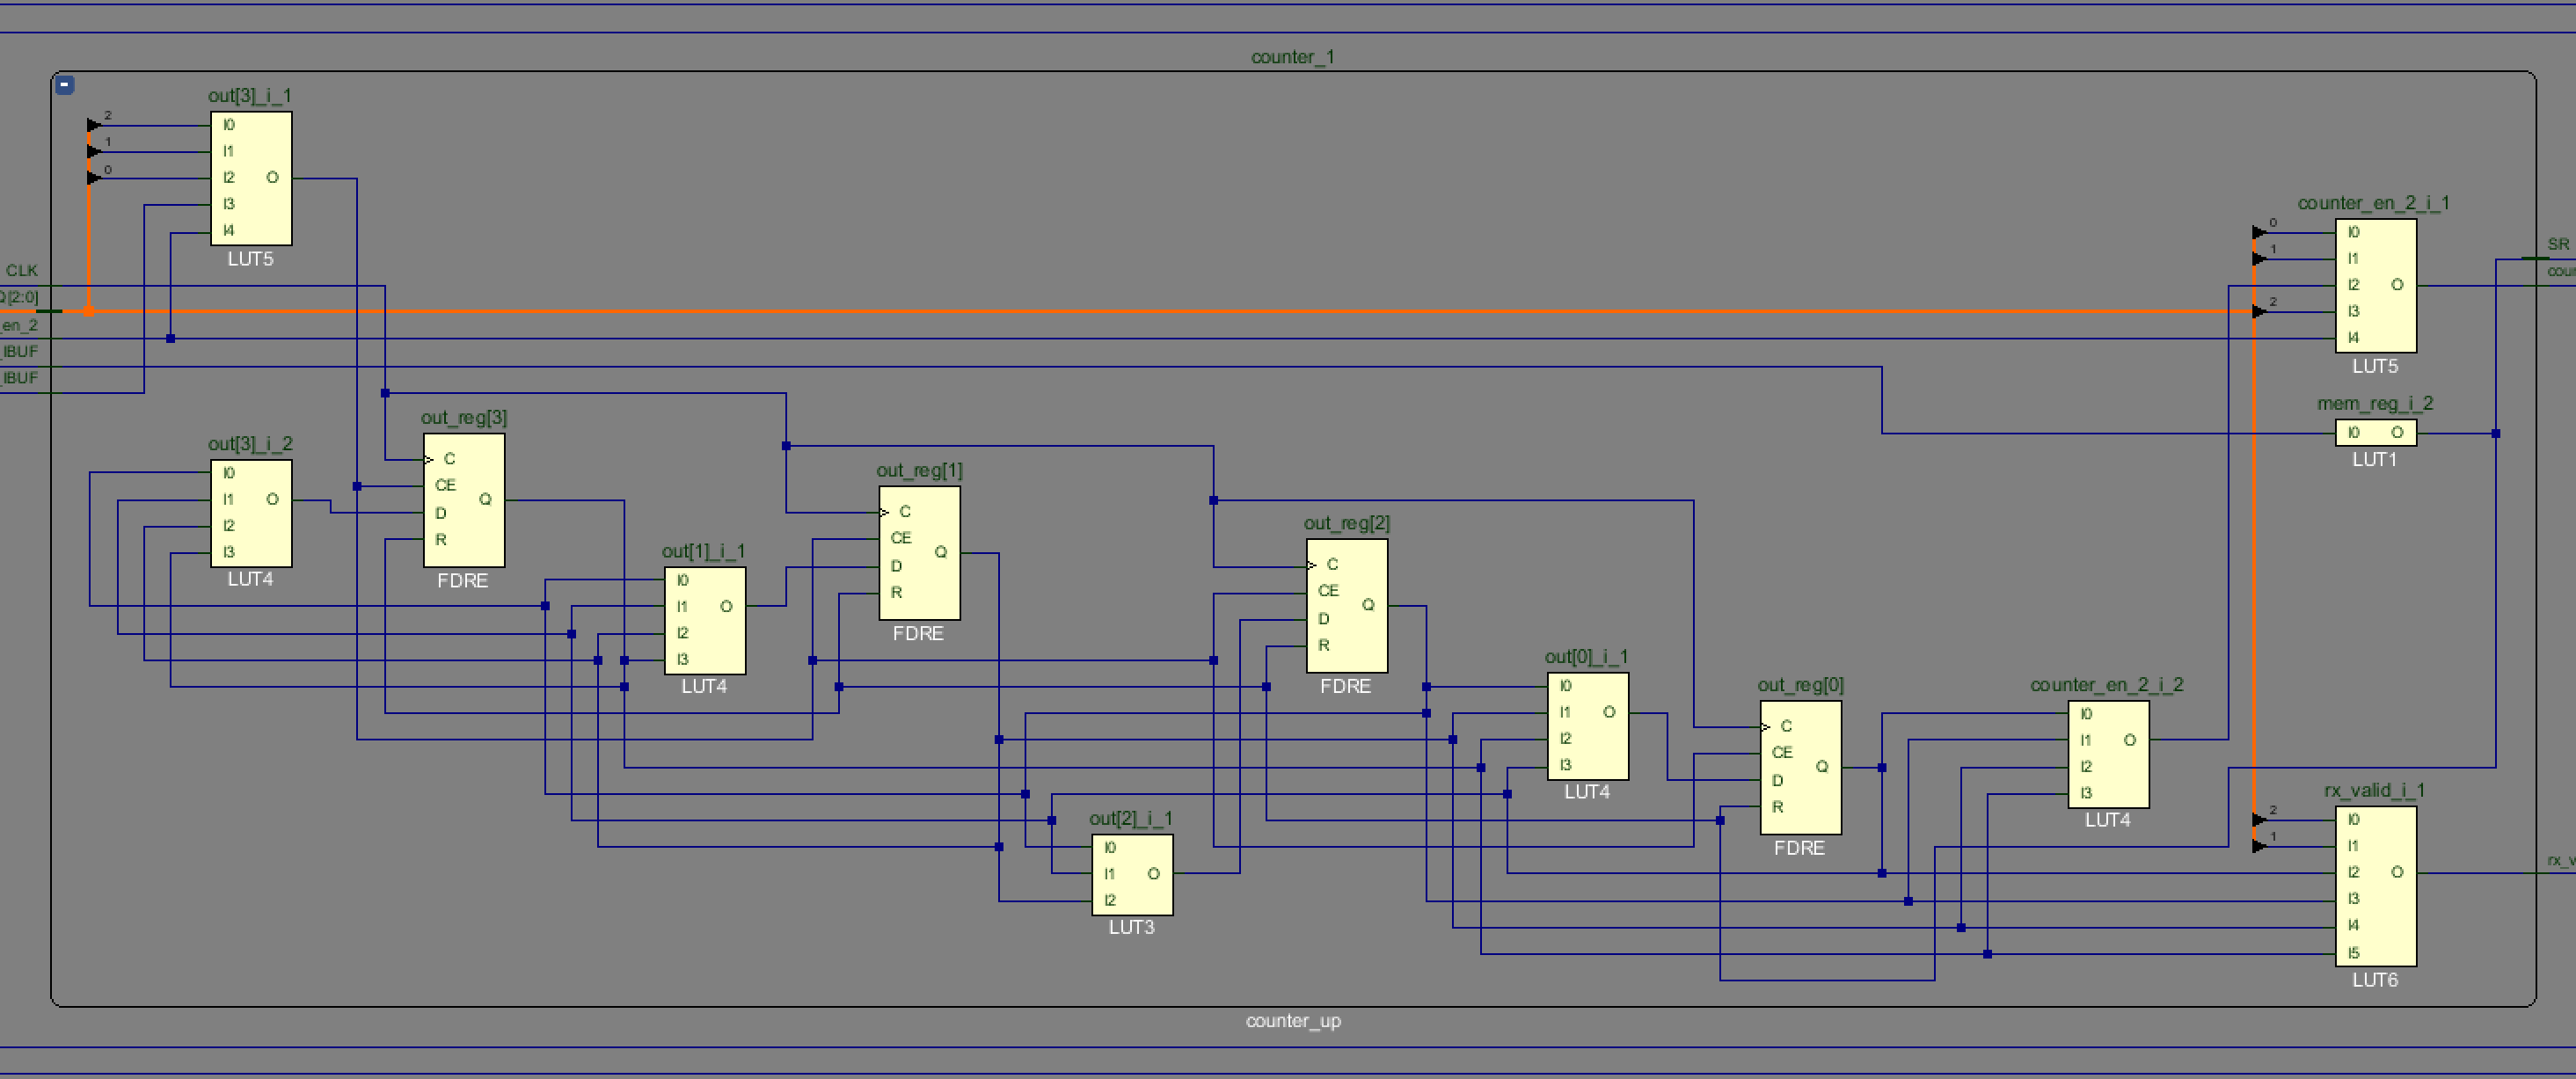 counter_1
-
out[3]_i_1
2
1
0
I0
I1
I2
I3
I4
O
LUT5
CLK
Q[2:0]
_en_2
_IBUF
_IBUF
out[3]_i_2
I0
I1
I2
I3
O
LUT4
out_reg[3]
C
CE
D
R
Q
FDRE
out[1]_i_1
I0
I1
I2
I3
O
LUT4
out_reg[1]
C
CE
D
R
Q
FDRE
out[2]_i_1
I0
I1
I2
O
LUT3
out_reg[2]
C
CE
D
R
Q
FDRE
out[0]_i_1
I0
I1
I2
I3
O
LUT4
out_reg[0]
C
CE
D
R
Q
FDRE
counter_en_2_i_2
I0
I1
I2
I3
O
LUT4
counter_en_2_i_1
0
1
2
I0
I1
I2
I3
I4
O
LUT5
mem_reg_i_2
I0 O
LUT1
rx_valid_i_1
2
1
I0
I1
I2
I3
I4
I5
O
LUT6
SR
coun
rx_v
counter_up